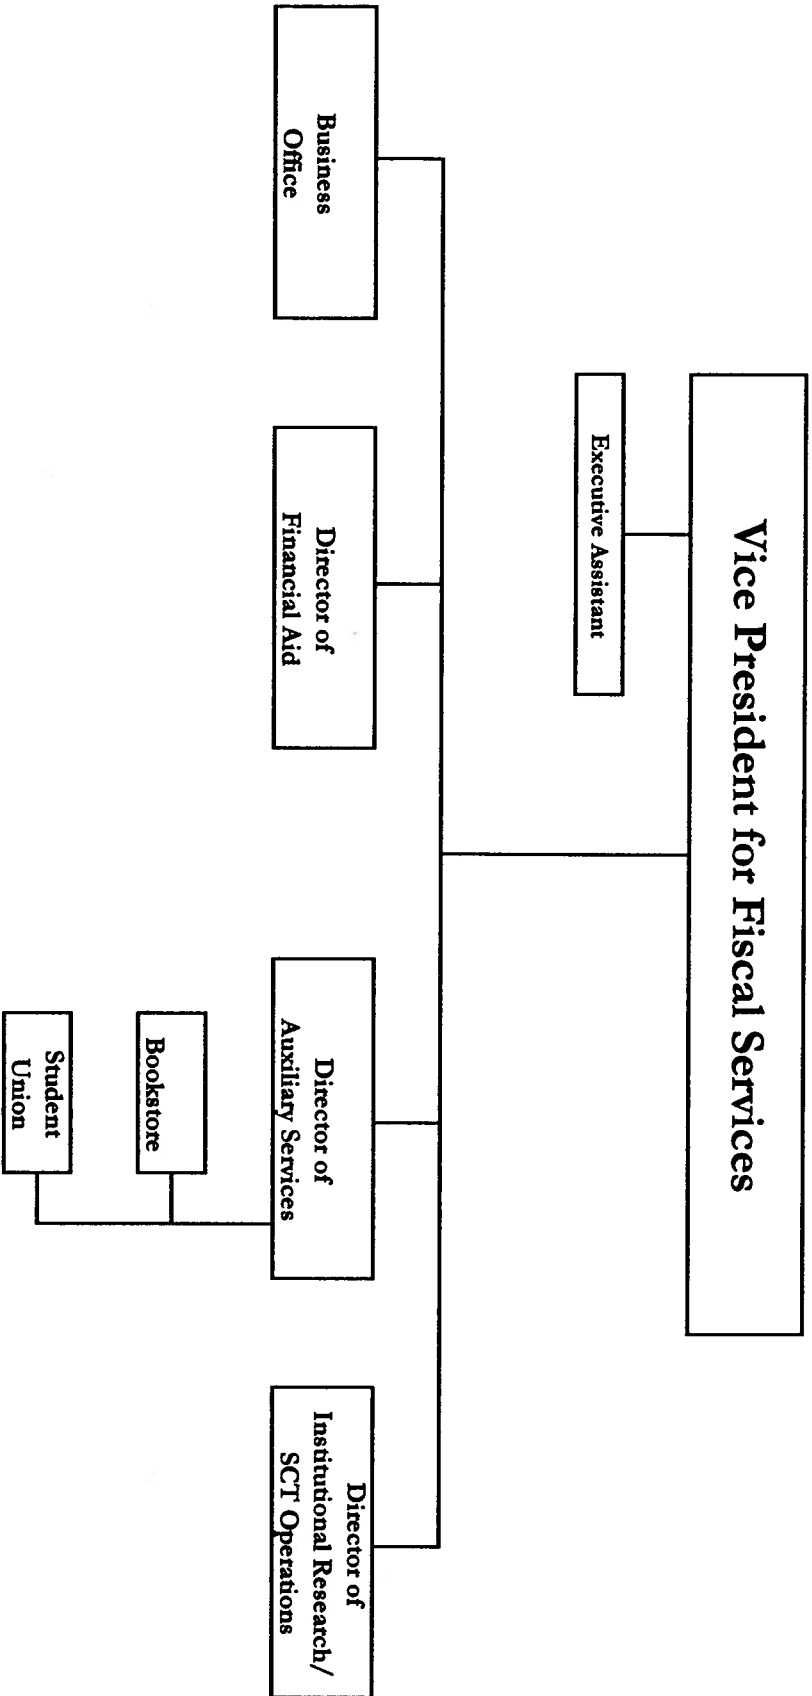 Vice President for Fiscal Services
Executive Assistant
Business
Office
Director of
Financial Aid
Director of
Auxiliary Services
Bookstore
Student
Union
Director of
Institutional Research/
SCT Operations